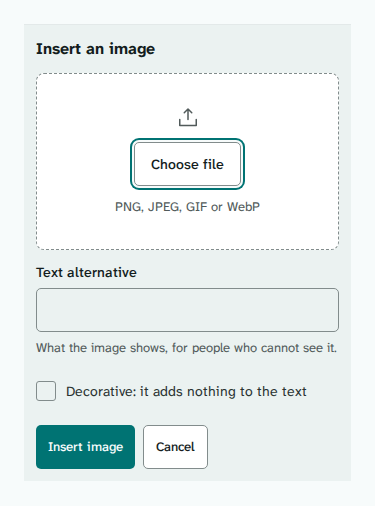 Insert an image
Choose file
PNG, JPEG, GIF or WebP
Text alternative
What the image shows, for people who cannot see it.
Decorative: it adds nothing to the text
Insert image
Cancel